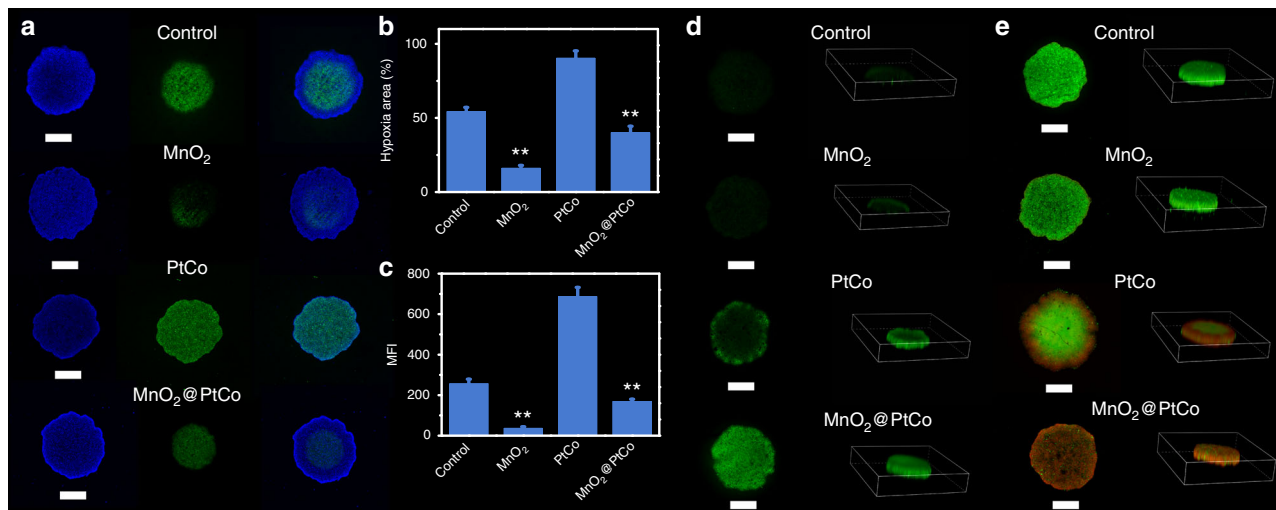 a
Control
MnO₂
PtCo
MnO₂@PtCo
b
Hypoxia area (%)
100
50
0
Control
MnO₂
PtCo
MnO₂@PtCo
**
**
c
MFI
800
600
400
200
0
Control
MnO₂
PtCo
MnO₂@PtCo
**
**
d
Control
MnO₂
PtCo
MnO₂@PtCo
e
Control
MnO₂
PtCo
MnO₂@PtCo